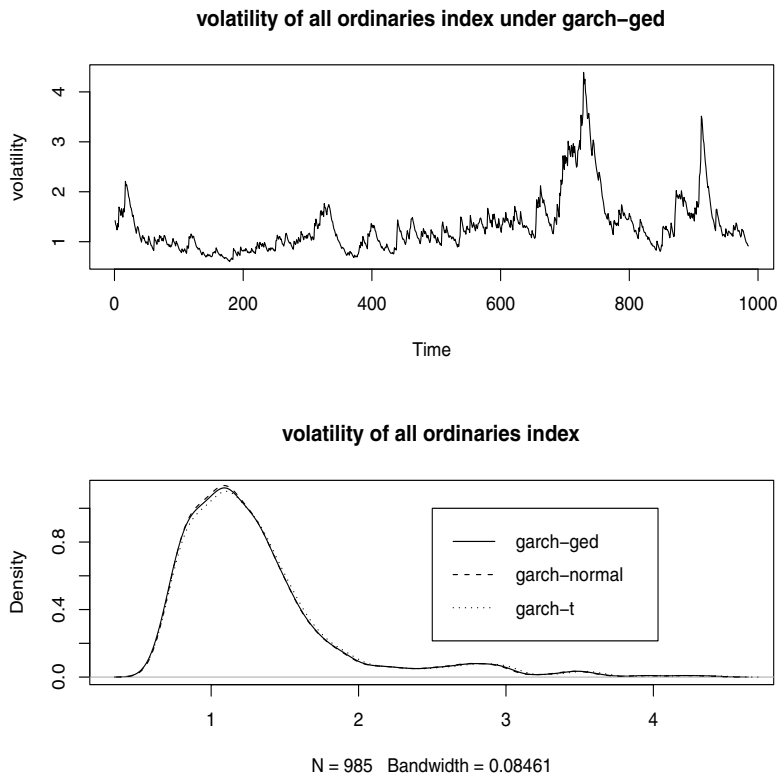 volatility of all ordinaries index under garch−ged
volatility
4
3
2
1
0 200 400 600 800 1000
Time
volatility of all ordinaries index
Density
0.8
0.4
0.0
garch−ged
garch−normal
garch−t
1 2 3 4
N = 985 Bandwidth = 0.08461